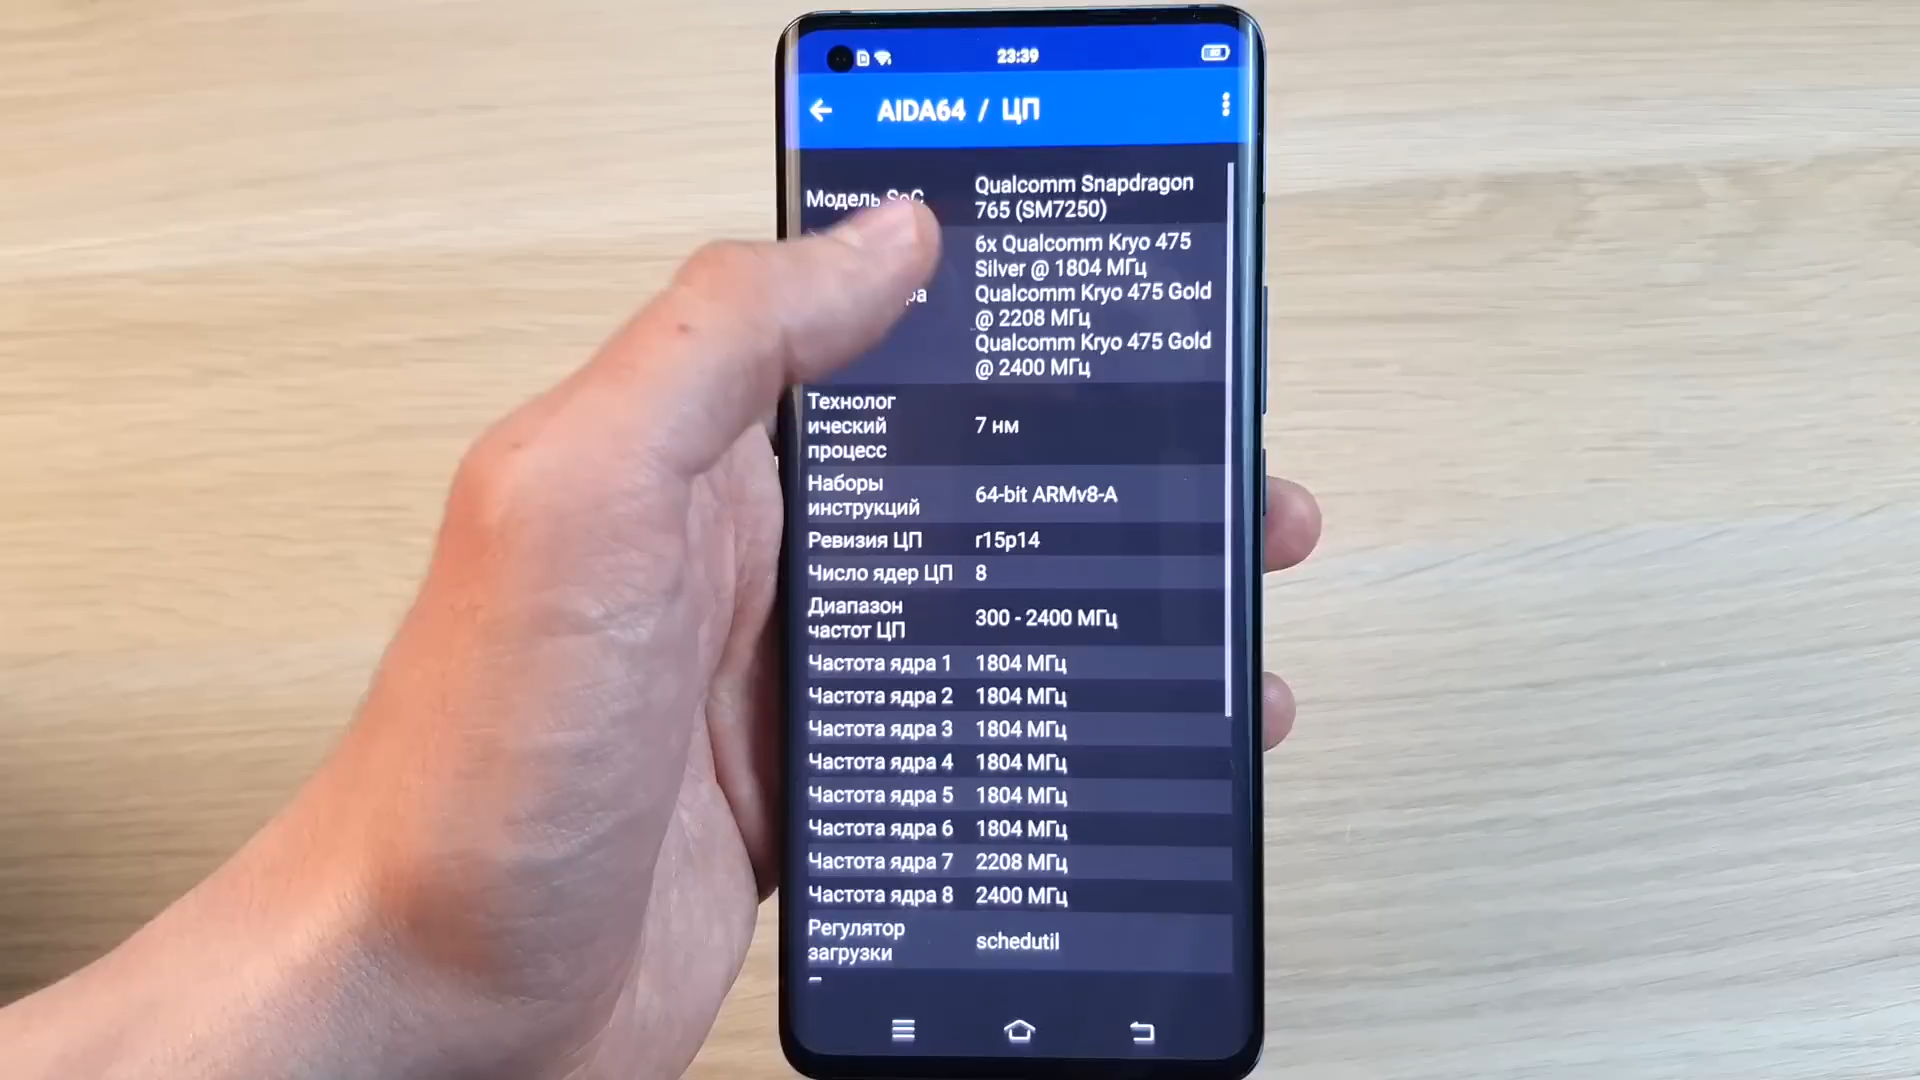 23:39
AIDA64 / ЦП
Модель SoC
Qualcomm Snapdragon
765 (SM7250)
6x Qualcomm Kryo 475
Silver @ 1804 МГц
Qualcomm Kryo 475 Gold
@ 2208 МГц
Qualcomm Kryo 475 Gold
@ 2400 МГц
Технолог
ический
процесс
7 нм
Наборы
инструкций
64-bit ARMv8-A
Ревизия ЦП r15p14
Число ядер ЦП 8
Диапазон
частот ЦП
300 - 2400 МГц
Частота ядра 1 1804 МГц
Частота ядра 2 1804 МГц
Частота ядра 3 1804 МГц
Частота ядра 4 1804 МГц
Частота ядра 5 1804 МГц
Частота ядра 6 1804 МГц
Частота ядра 7 2208 МГц
Частота ядра 8 2400 МГц
Регулятор
загрузки
schedutil